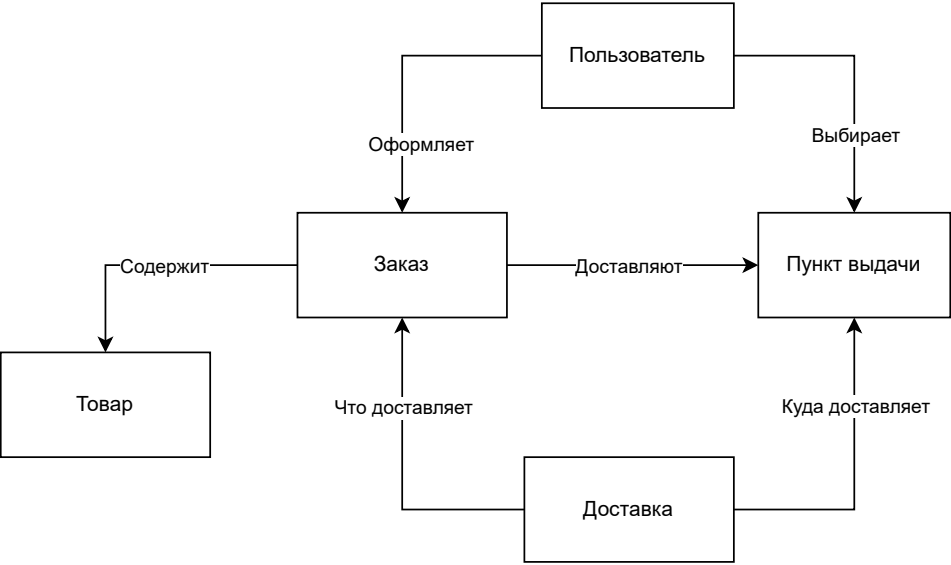 Пользователь
Оформляет
Выбирает
Заказ
Пункт выдачи
Содержит
Доставляют
Товар
Что доставляет
Куда доставляет
Доставка